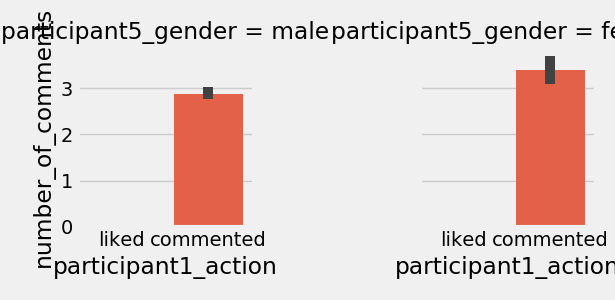 participant5_gender = male
participant5_gender = fe
number_of_comments
3
2
1
0
liked commented
liked commented
participant1_action
participant1_action